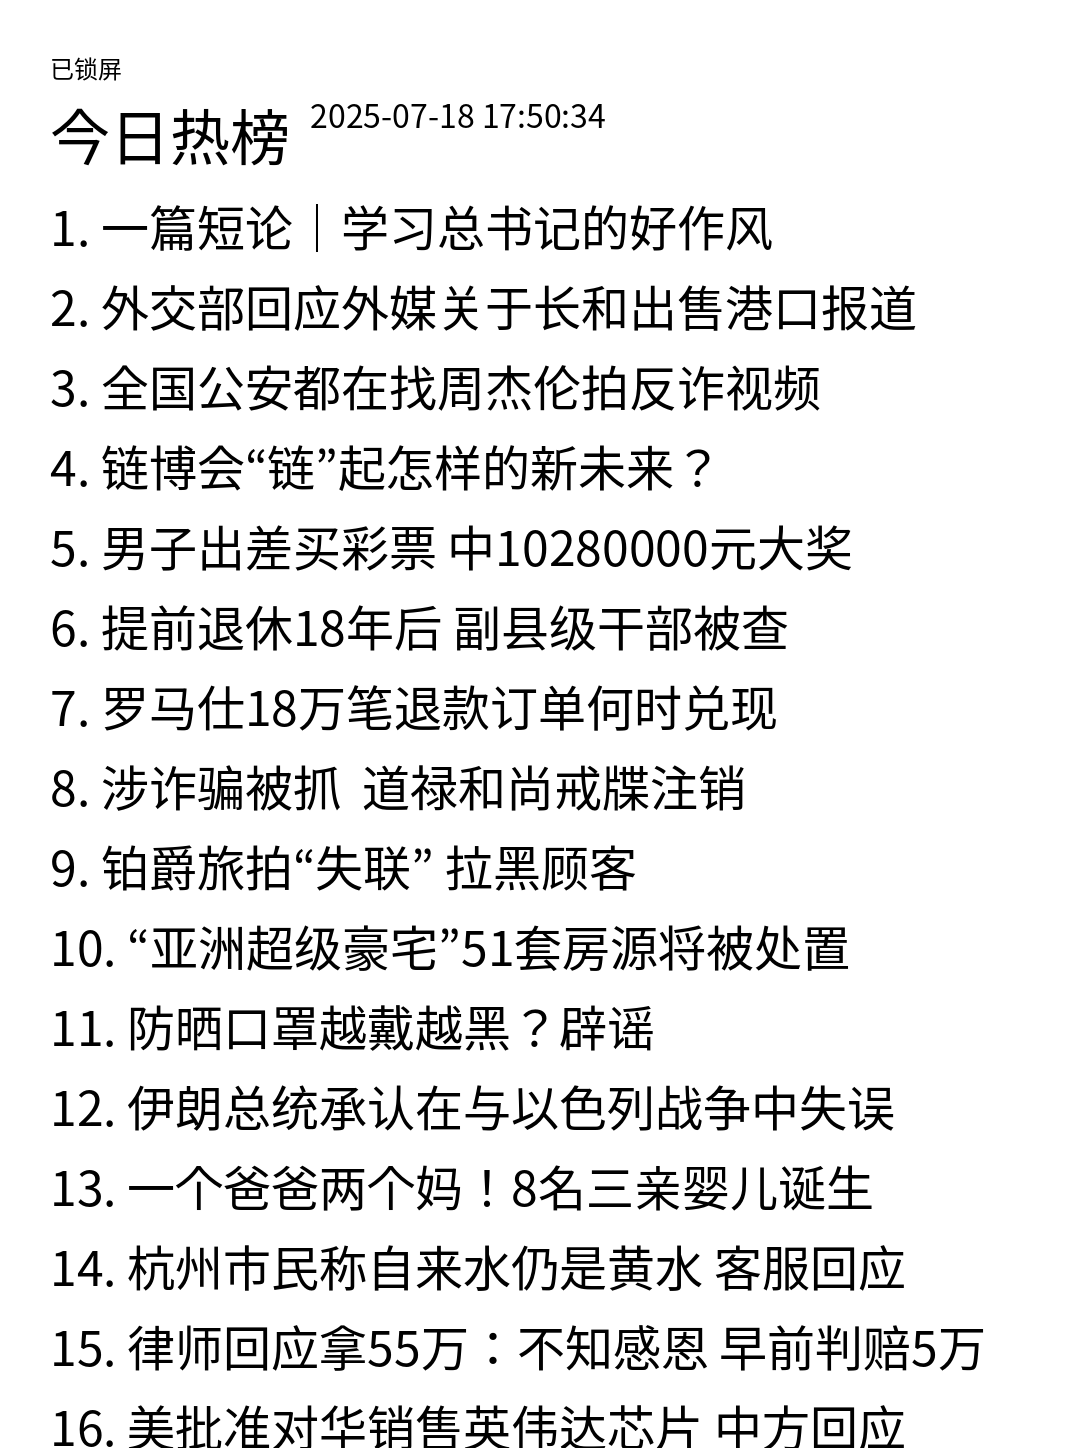 已锁屏
今日热榜 2025-07-18 17:50:34
1. 一篇短论｜学习总书记的好作风
2. 外交部回应外媒关于长和出售港口报道
3. 全国公安都在找周杰伦拍反诈视频
4. 链博会“链”起怎样的新未来？
5. 男子出差买彩票 中10280000元大奖
6. 提前退休18年后 副县级干部被查
7. 罗马仕18万笔退款订单何时兑现
8. 涉诈骗被抓  道禄和尚戒牒注销
9. 铂爵旅拍“失联” 拉黑顾客
10. “亚洲超级豪宅”51套房源将被处置
11. 防晒口罩越戴越黑？辟谣
12. 伊朗总统承认在与以色列战争中失误
13. 一个爸爸两个妈！8名三亲婴儿诞生
14. 杭州市民称自来水仍是黄水 客服回应
15. 律师回应拿55万：不知感恩 早前判赔5万
16. 美批准对华销售英伟达芯片 中方回应